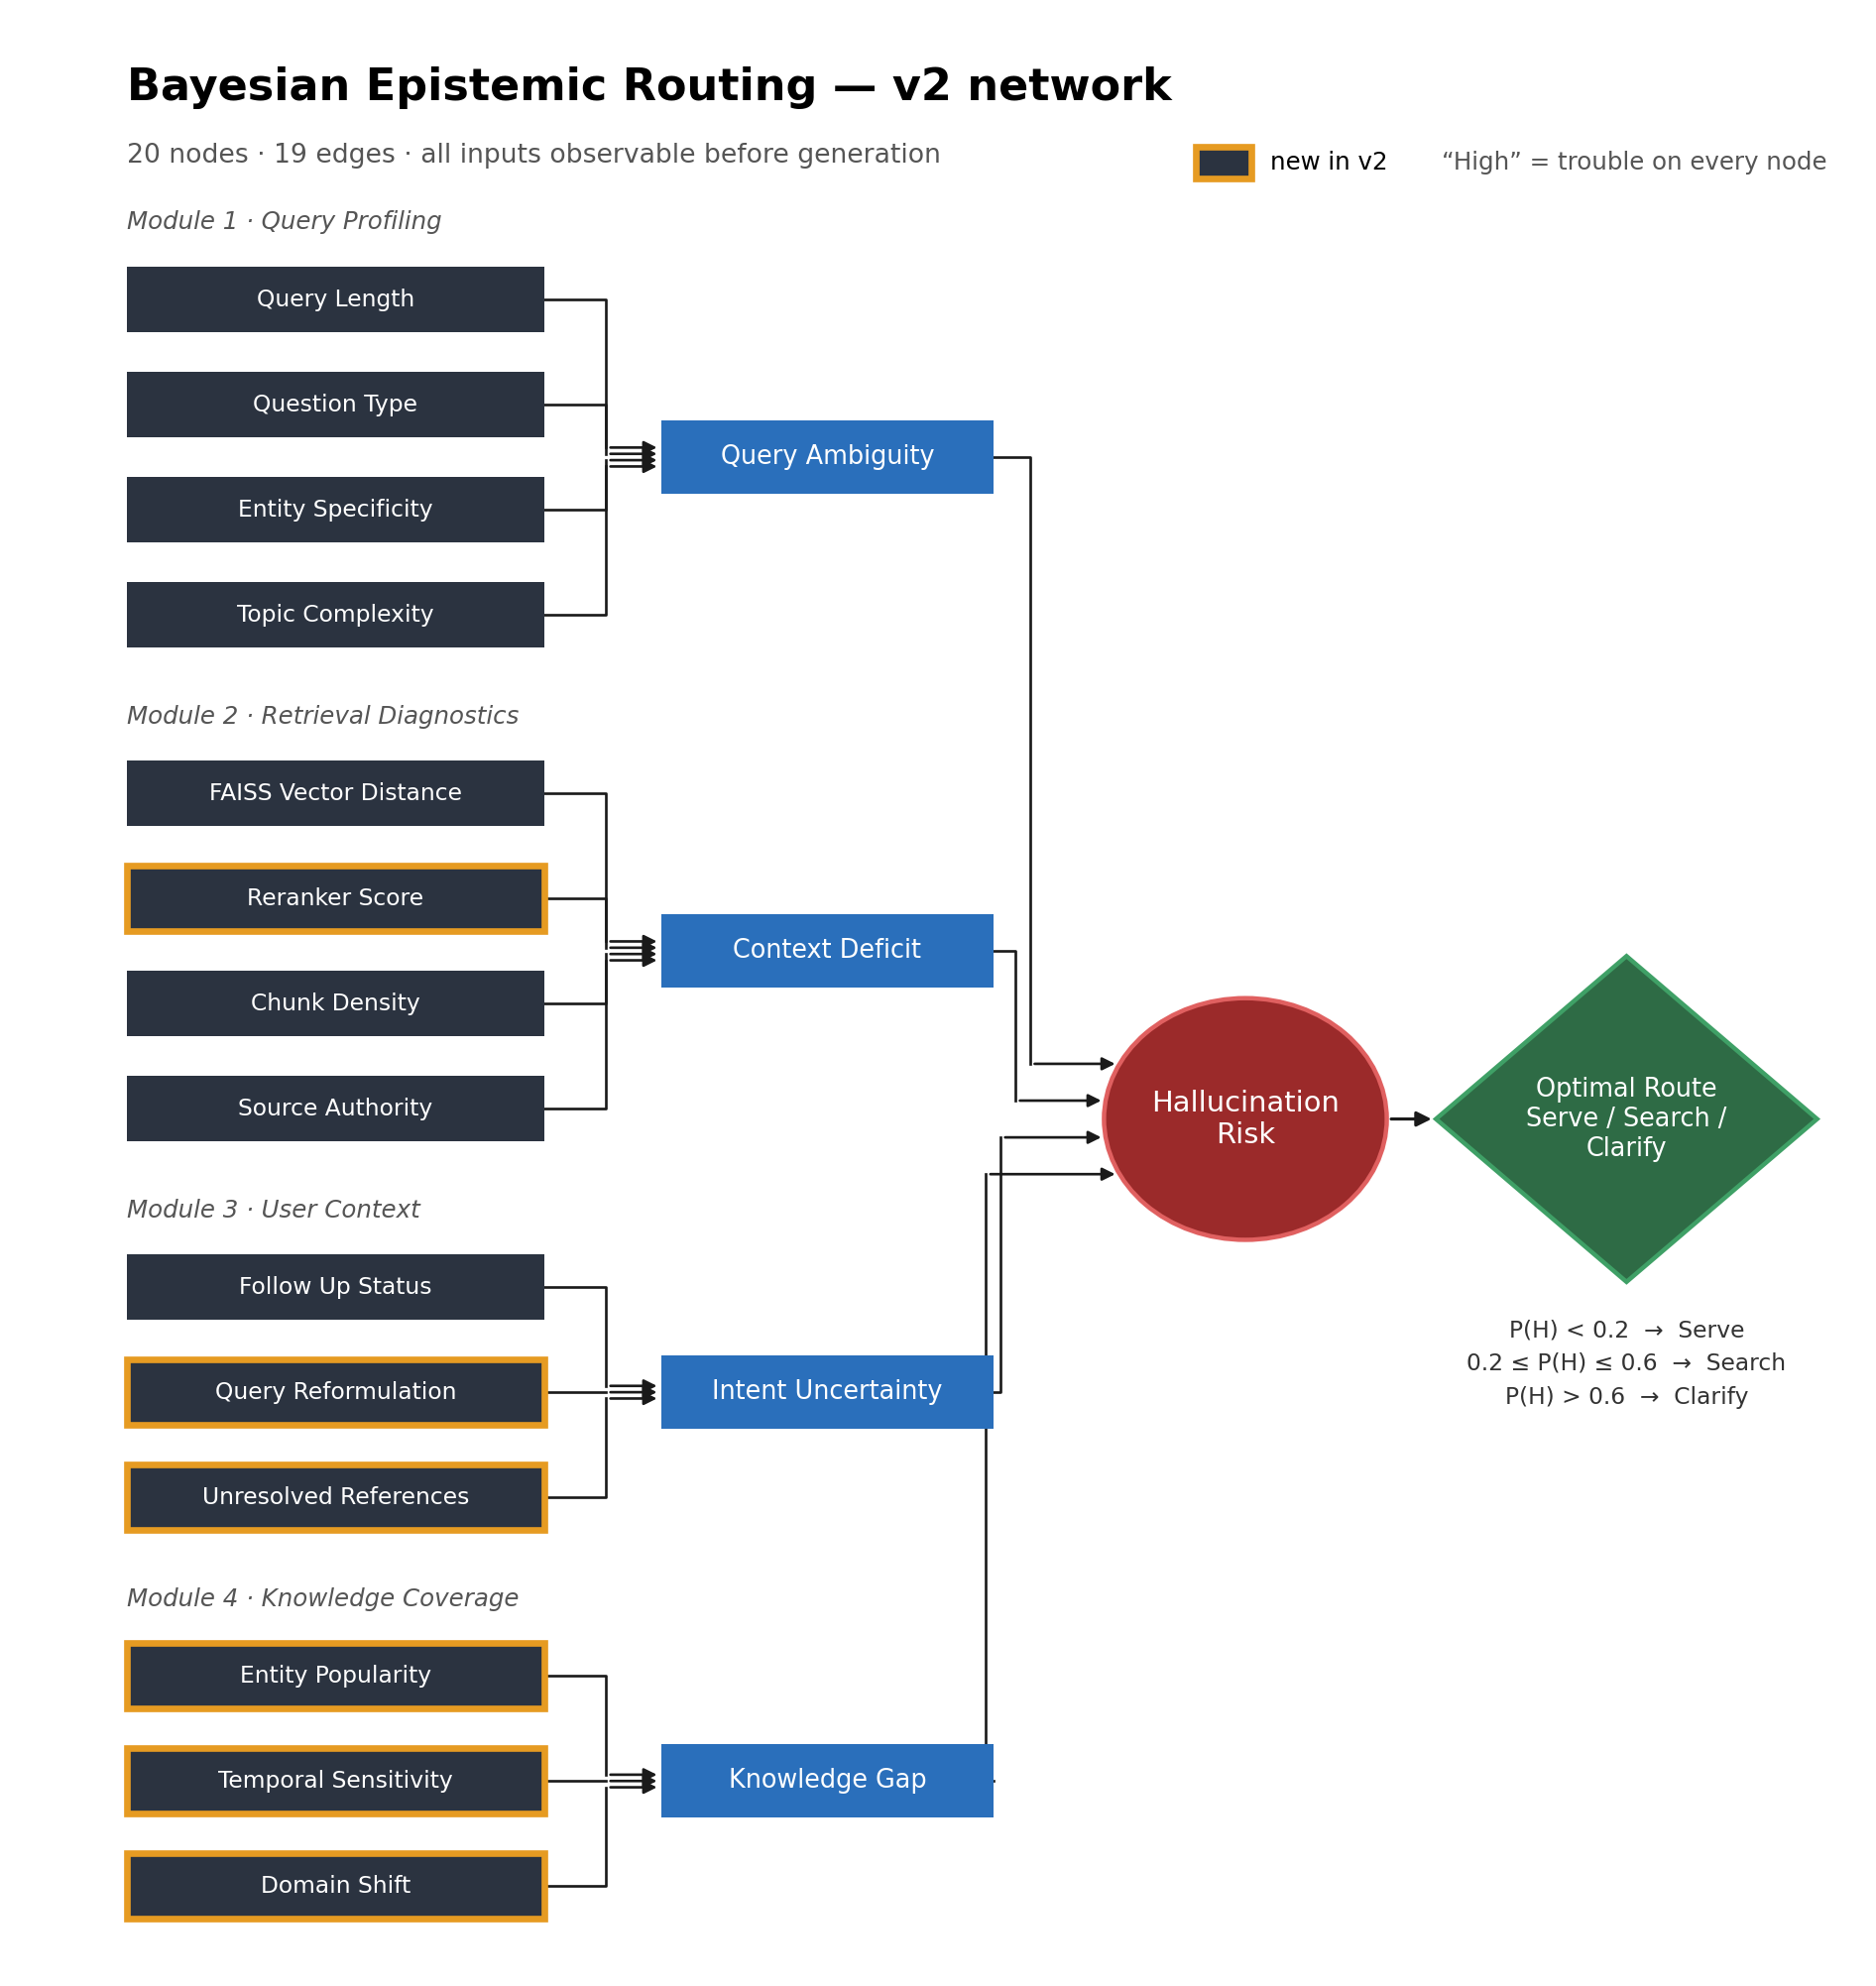 Bayesian Epistemic Routing — v2 network
20 nodes · 19 edges · all inputs observable before generation
new in v2
“High” = trouble on every node
Module 1 · Query Profiling
Query Length
Question Type
Entity Specificity
Topic Complexity
Query Ambiguity
Module 2 · Retrieval Diagnostics
FAISS Vector Distance
Reranker Score
Chunk Density
Source Authority
Context Deficit
Module 3 · User Context
Follow Up Status
Query Reformulation
Unresolved References
Intent Uncertainty
Module 4 · Knowledge Coverage
Entity Popularity
Temporal Sensitivity
Domain Shift
Knowledge Gap
Hallucination
Risk
Optimal Route
Serve / Search /
Clarify
P(H) < 0.2 → Serve
0.2 ≤ P(H) ≤ 0.6 → Search
P(H) > 0.6 → Clarify